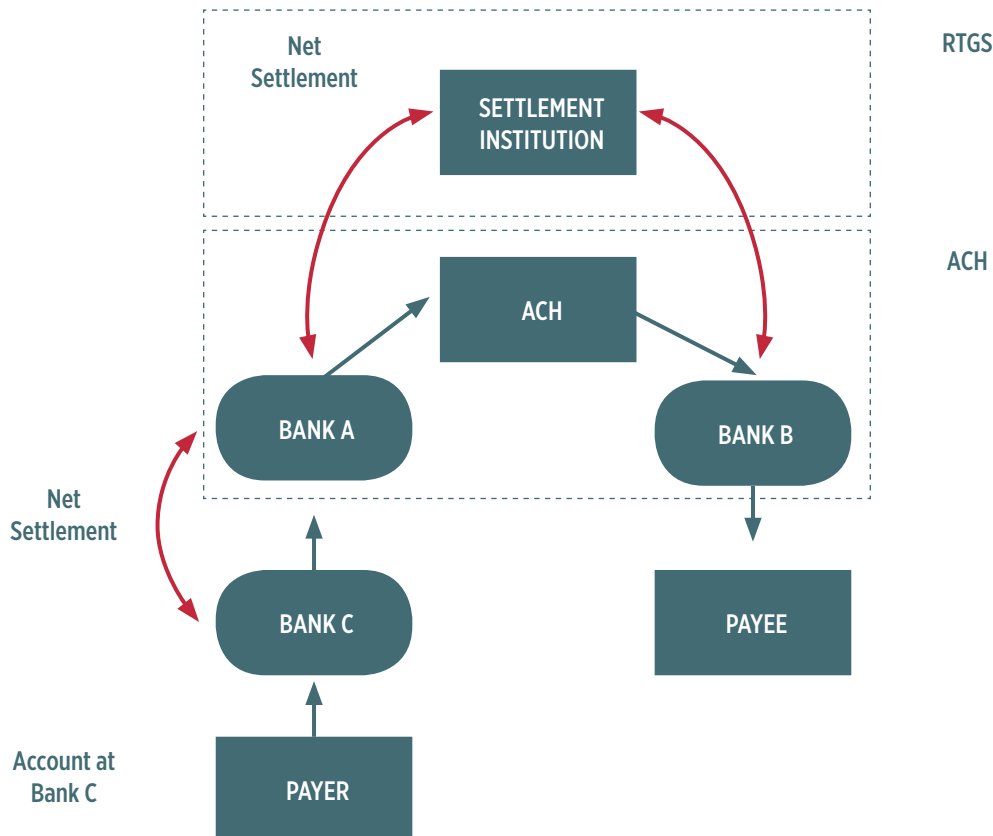 Net
Settlement
RTGS
SETTLEMENT
INSTITUTION
ACH
ACH
BANK A
BANK B
Net
Settlement
BANK C
PAYEE
Account at
Bank C
PAYER